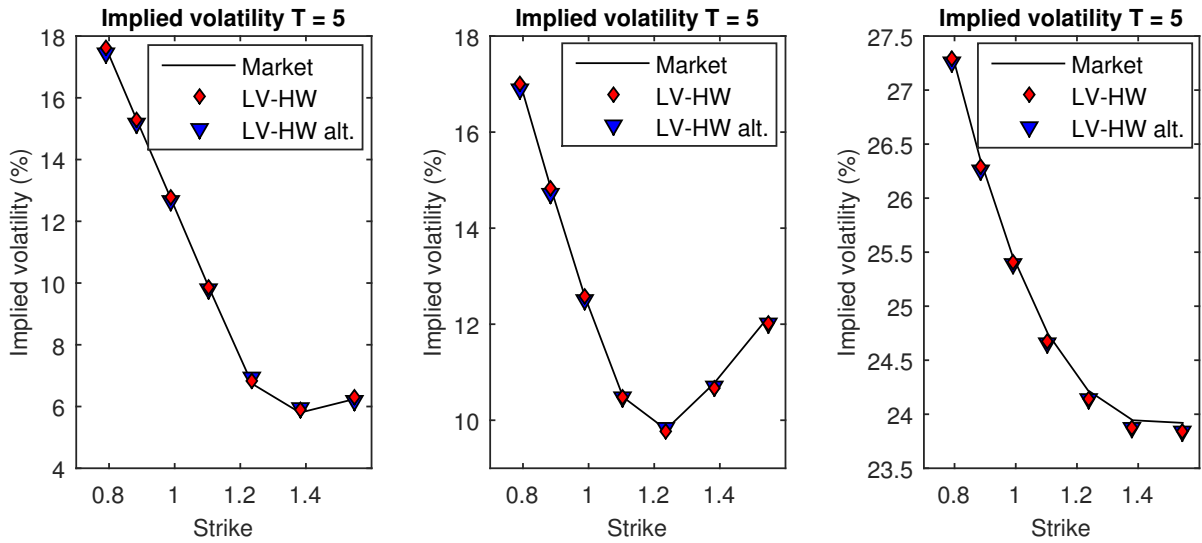 Implied volatility T = 5
18
16
14
12
10
8
6
4
Implied volatility (%)
0.8 1 1.2 1.4
Strike
Market
LV-HW
LV-HW alt.
Implied volatility T = 5
18
16
14
12
10
Implied volatility (%)
0.8 1 1.2 1.4
Strike
Market
LV-HW
LV-HW alt.
Implied volatility T = 5
27.5
27
26.5
26
25.5
25
24.5
24
23.5
Implied volatility (%)
0.8 1 1.2 1.4
Strike
Market
LV-HW
LV-HW alt.